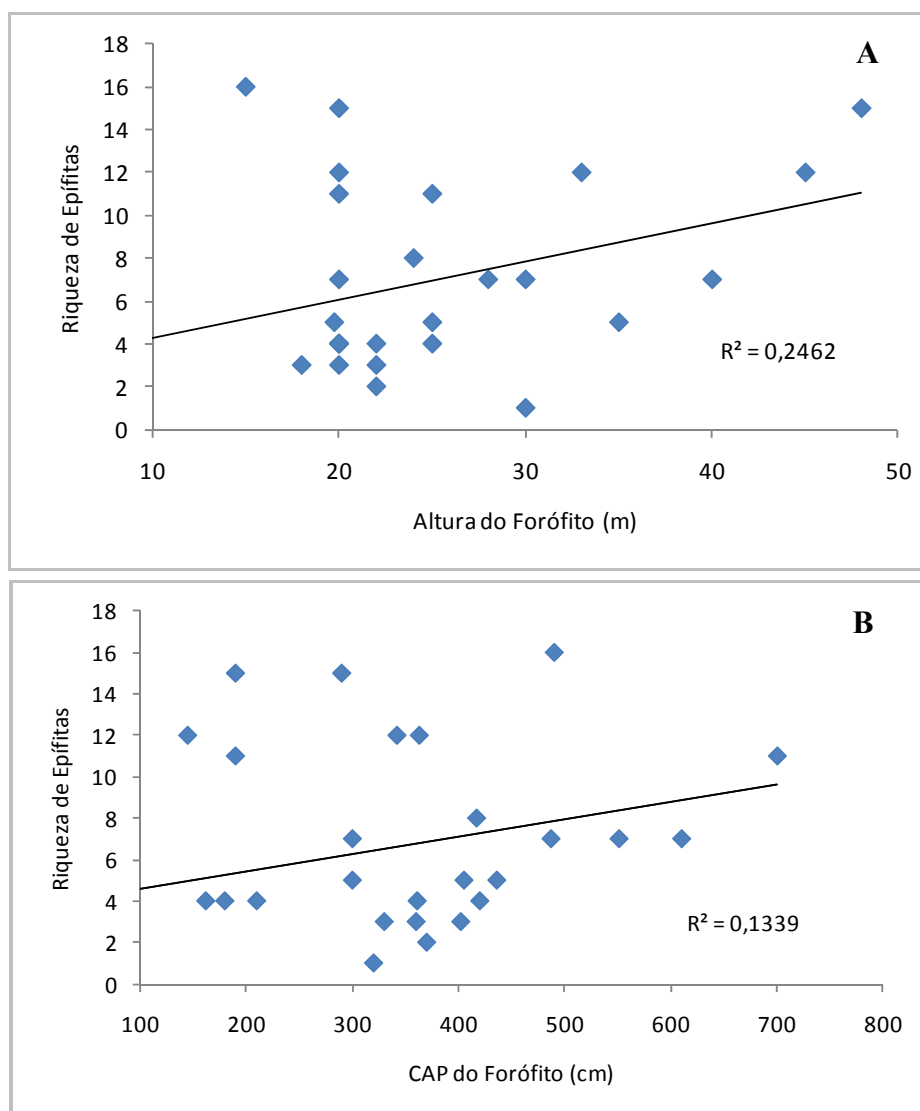 A
18
16
14
12
10
8
6
4
2
0
Riqueza de Epífitas
R² = 0,2462
10 20 30 40 50
Altura do Forófito (m)
B
18
16
14
12
10
8
6
4
2
0
Riqueza de Epífitas
R² = 0,1339
100 200 300 400 500 600 700 800
CAP do Forófito (cm)